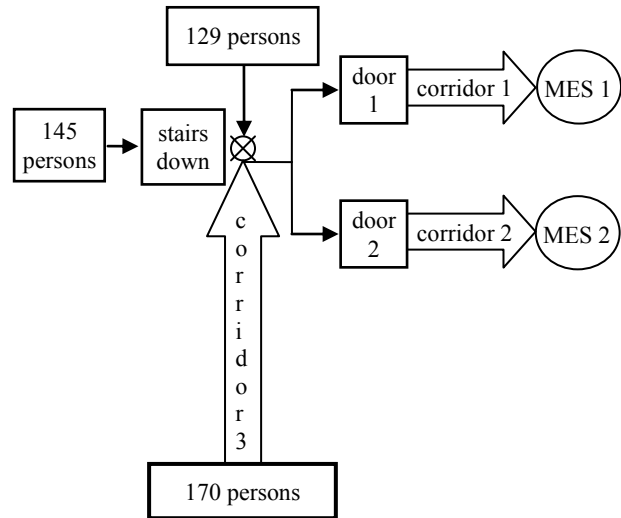 129 persons
door
1
corridor 1
MES 1
145
persons
stairs
down
door
2
corridor 2
MES 2
c
o
r
r
i
d
o
r
3
170 persons